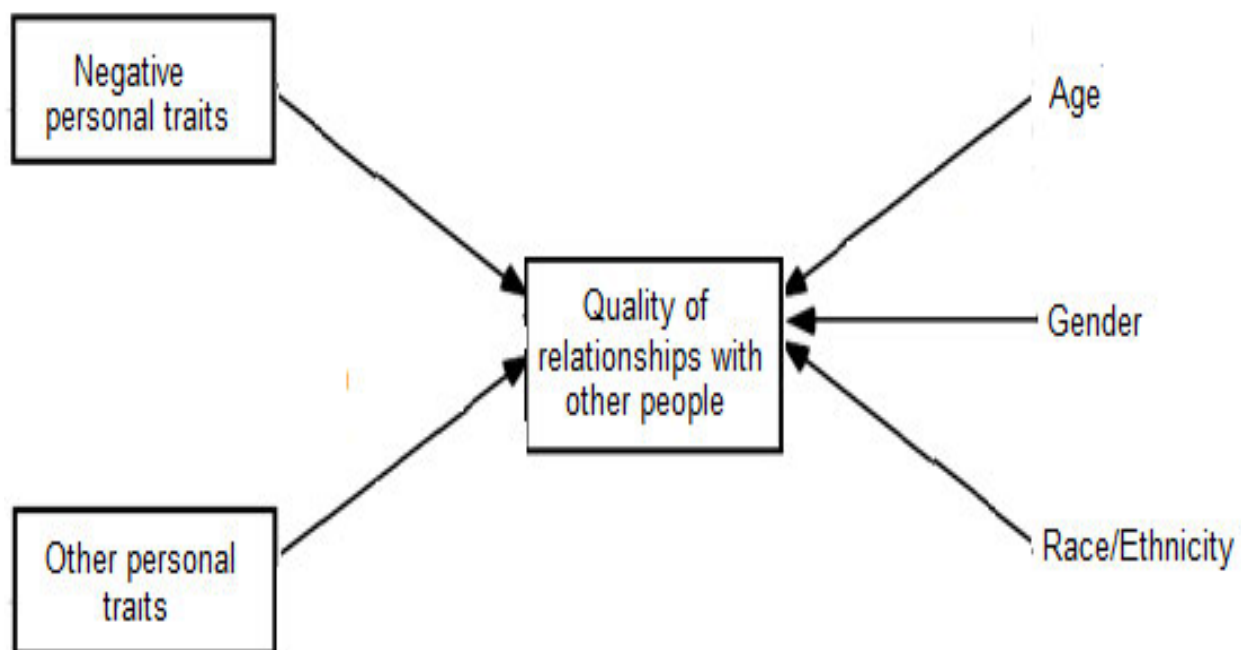 Negative
personal traits
Age
Quality of
relationships with
other people
Gender
Other personal
traits
Race/Ethnicity